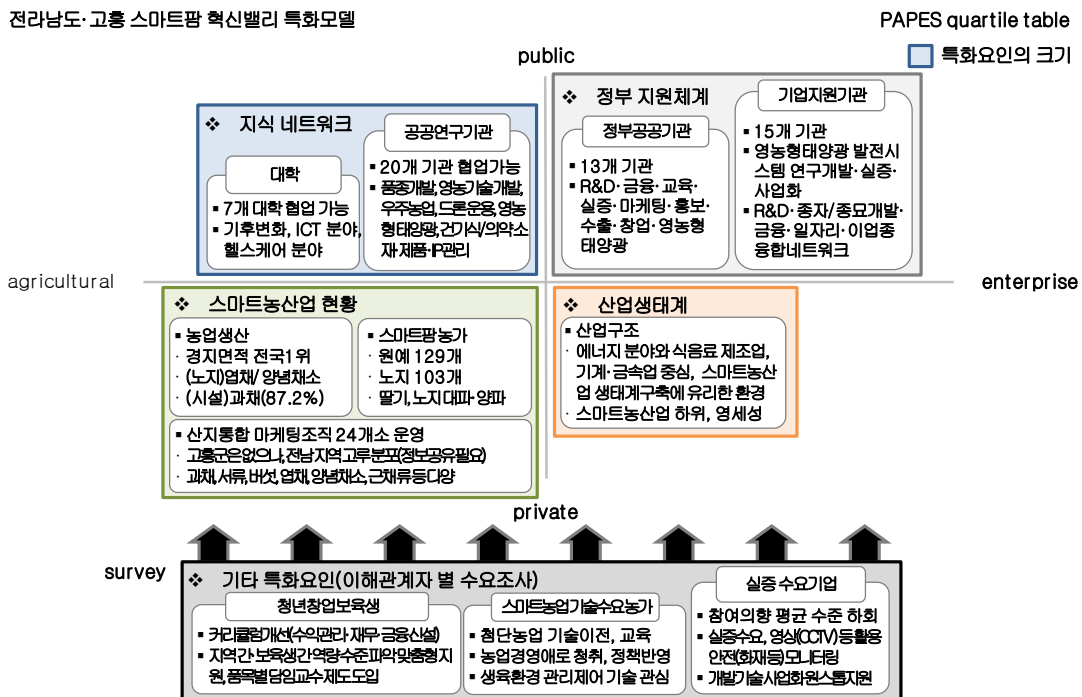 전라남도·고흥 스마트팜 혁신밸리 특화모델
PAPES quartile table
특화요인의 크기
public
❖ 지식 네트워크
대학
▪ 7개 대학 협업 가능
▪ 기후변화, ICT 분야,
헬스케어 분야
공공연구기관
▪ 20개 기관 협업가능
▪ 품종개발, 영농기술개발,
우주농업, 드론운용, 영농
형태양광, 건기식/의약소
재·제품·IP관리
❖ 정부 지원체계
정부공공기관
▪ 13개 기관
▪ R&D·금융·교육·
실증·마케팅·홍보·
수출·창업·영농형
태양광
기업지원기관
▪ 15개 기관
▪ 영농형태양광 발전시
스템 연구개발·실증·
사업화
▪ R&D·종자/종묘개발·
금융·일자리·이업종
융합네트워크
agricultural
enterprise
❖ 스마트농산업 현황
▪ 농업생산
· 경지면적 전국1위
· (노지)엽채/양념채소
· (시설)과채(87.2%)
▪ 스마트팜농가
· 원예 129개
· 노지 103개
· 딸기, 노지대파·양파
▪ 산지통합 마케팅조직 24개소 운영
· 고흥군은없으나, 전남지역고루분포(정보공유필요)
· 과채, 서류, 버섯, 엽채, 양념채소, 근채류등다양
❖ 산업생태계
▪ 산업구조
· 에너지 분야와 식음료 제조업,
기계·금속업 중심, 스마트농산
업 생태계구축에 유리한 환경
· 스마트농산업 하위, 영세성
private
survey
❖ 기타 특화요인(이해관계자 별 수요조사)
청년창업보육생
▪ 커리큘럼개선(수익관리·재무·금융신설)
▪ 지역간·보육생간역량수준파악맞춤형지
원, 품목별담임교수제도도입
스마트농업기술수요농가
▪ 첨단농업 기술이전, 교육
▪ 농업경영애로 청취, 정책반영
▪ 생육환경 관리제어 기술 관심
실증 수요기업
▪ 참여의향 평균 수준 하회
▪ 실증수요, 영상(CCTV)등활용
안전(화재등)모니터링
▪ 개발기술사업화원스톱지원